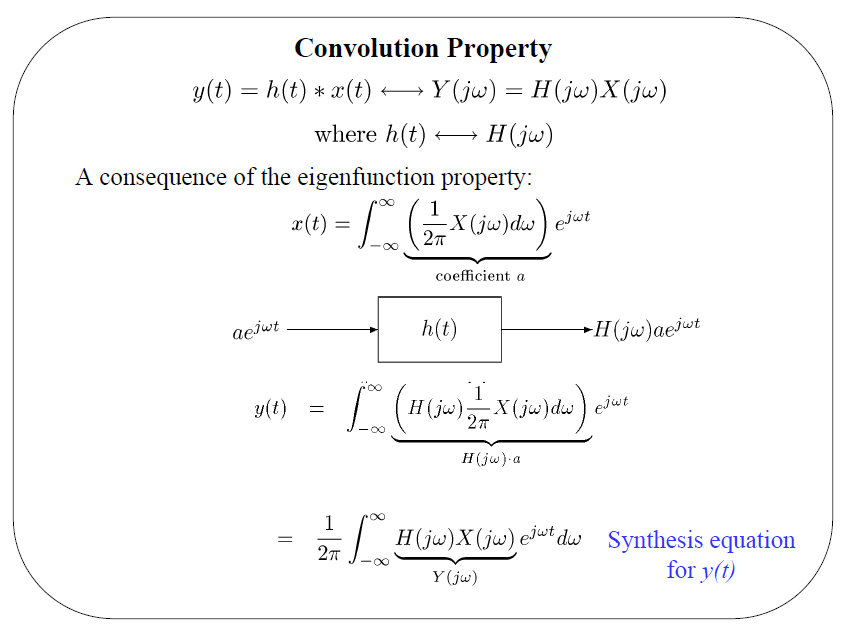 Convolution Property
y(t) = h(t) ∗ x(t) ⟷ Y(jω) = H(jω)X(jω)
where h(t) ⟷ H(jω)
A consequence of the eigenfunction property:
x(t) = ∫_{-∞}^{∞} (1/2π X(jω)dω) e^{jωt}
coefficient a
ae^{jωt} h(t) H(jω)ae^{jωt}
y(t) = ∫_{-∞}^{∞} (H(jω) 1/2π X(jω)dω) e^{jωt}
H(jω)·a
= 1/2π ∫_{-∞}^{∞} H(jω)X(jω) e^{jωt} dω
Y(jω)
Synthesis equation
for y(t)